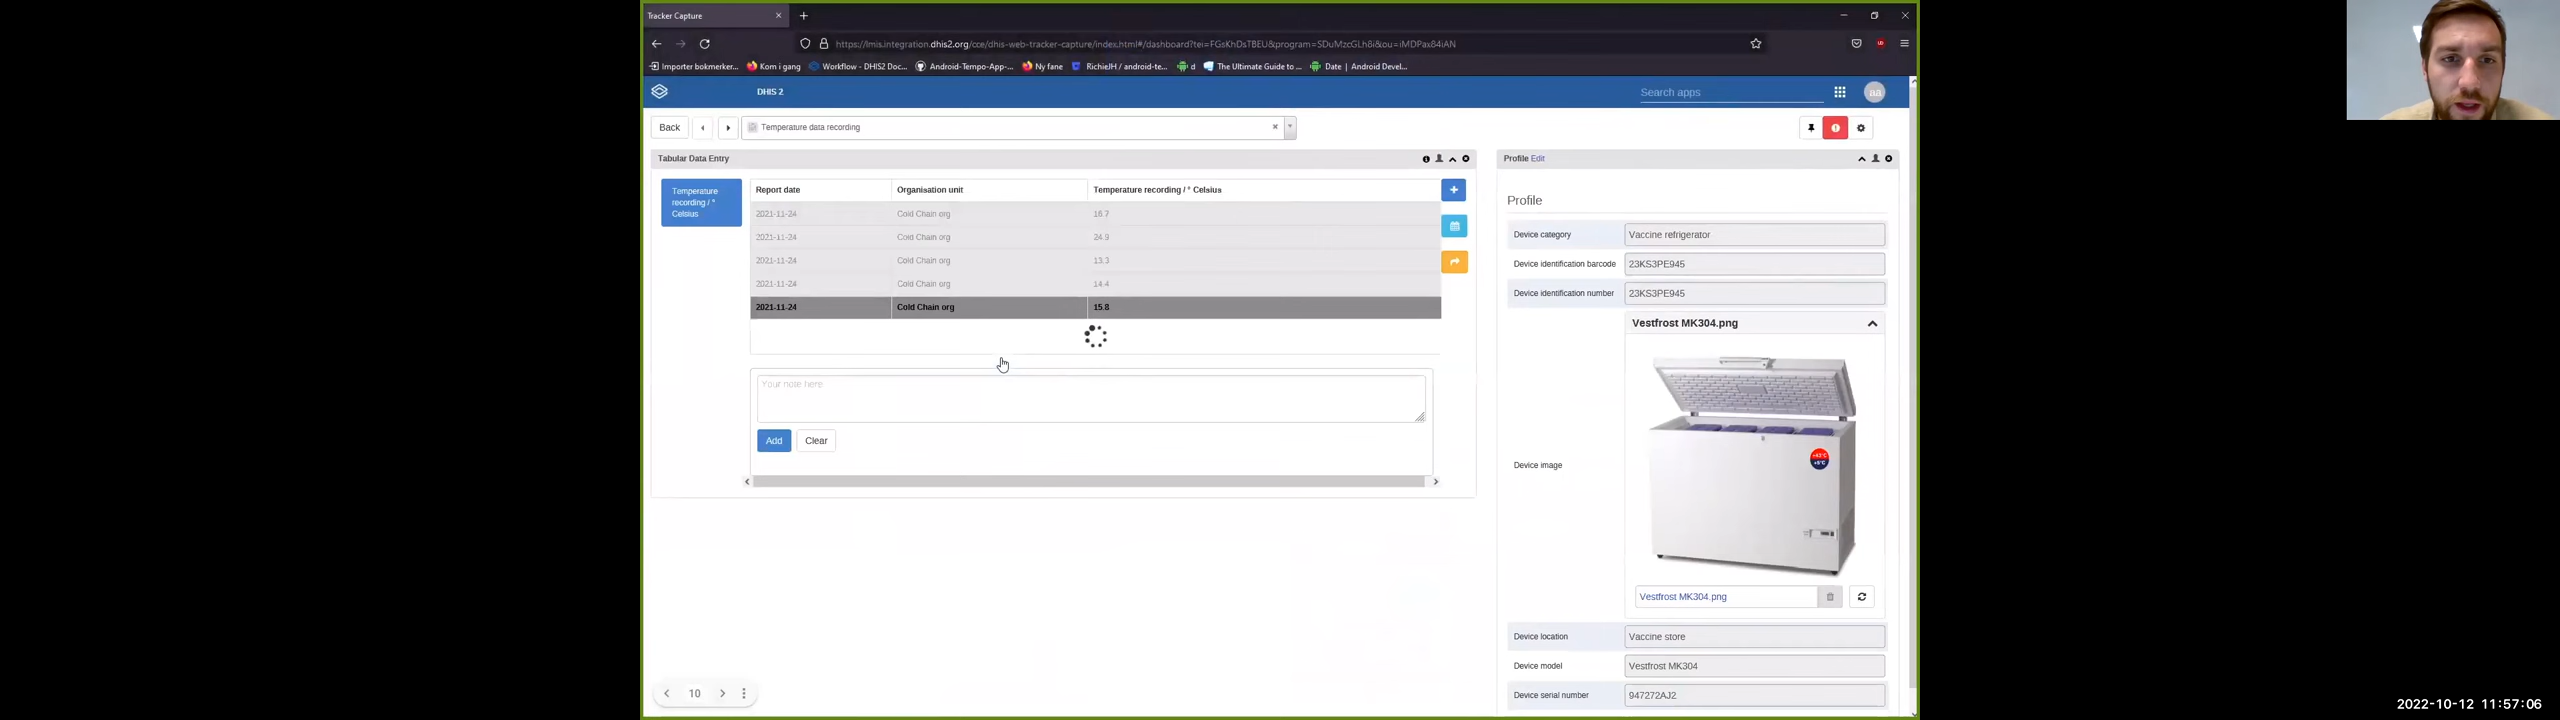 Tracker Capture
https://lmis.integration.dhis2.org/cce/dhis-web-tracker-capture/index.html#/dashboard?tei=FGsKhDsTBEU&program=SDuMzcGLh8i&ou=iMDPax84iAN
Importer bokmerker... Kom i gang Workflow - DHIS2 Doc... Android-Tempo-App-... Ny fane RichieJH / android-te... d The Ultimate Guide to ... Date | Android Devel...
DHIS 2 Search apps aa
Back Temperature data recording
Tabular Data Entry
Temperature recording / ° Celsius
Report date Organisation unit Temperature recording / ° Celsius
2021-11-24 Cold Chain org 16.7
2021-11-24 Cold Chain org 24.9
2021-11-24 Cold Chain org 13.3
2021-11-24 Cold Chain org 14.4
2021-11-24 Cold Chain org 15.8
Your note here
Add Clear
10
Profile Edit
Profile
Device category Vaccine refrigerator
Device identification barcode 23KS3PE945
Device identification number 23KS3PE945
Vestfrost MK304.png
+43°C
+5°C
Device image
Vestfrost MK304.png
Device location Vaccine store
Device model Vestfrost MK304
Device serial number 947272AJ2
2022-10-12 11:57:06